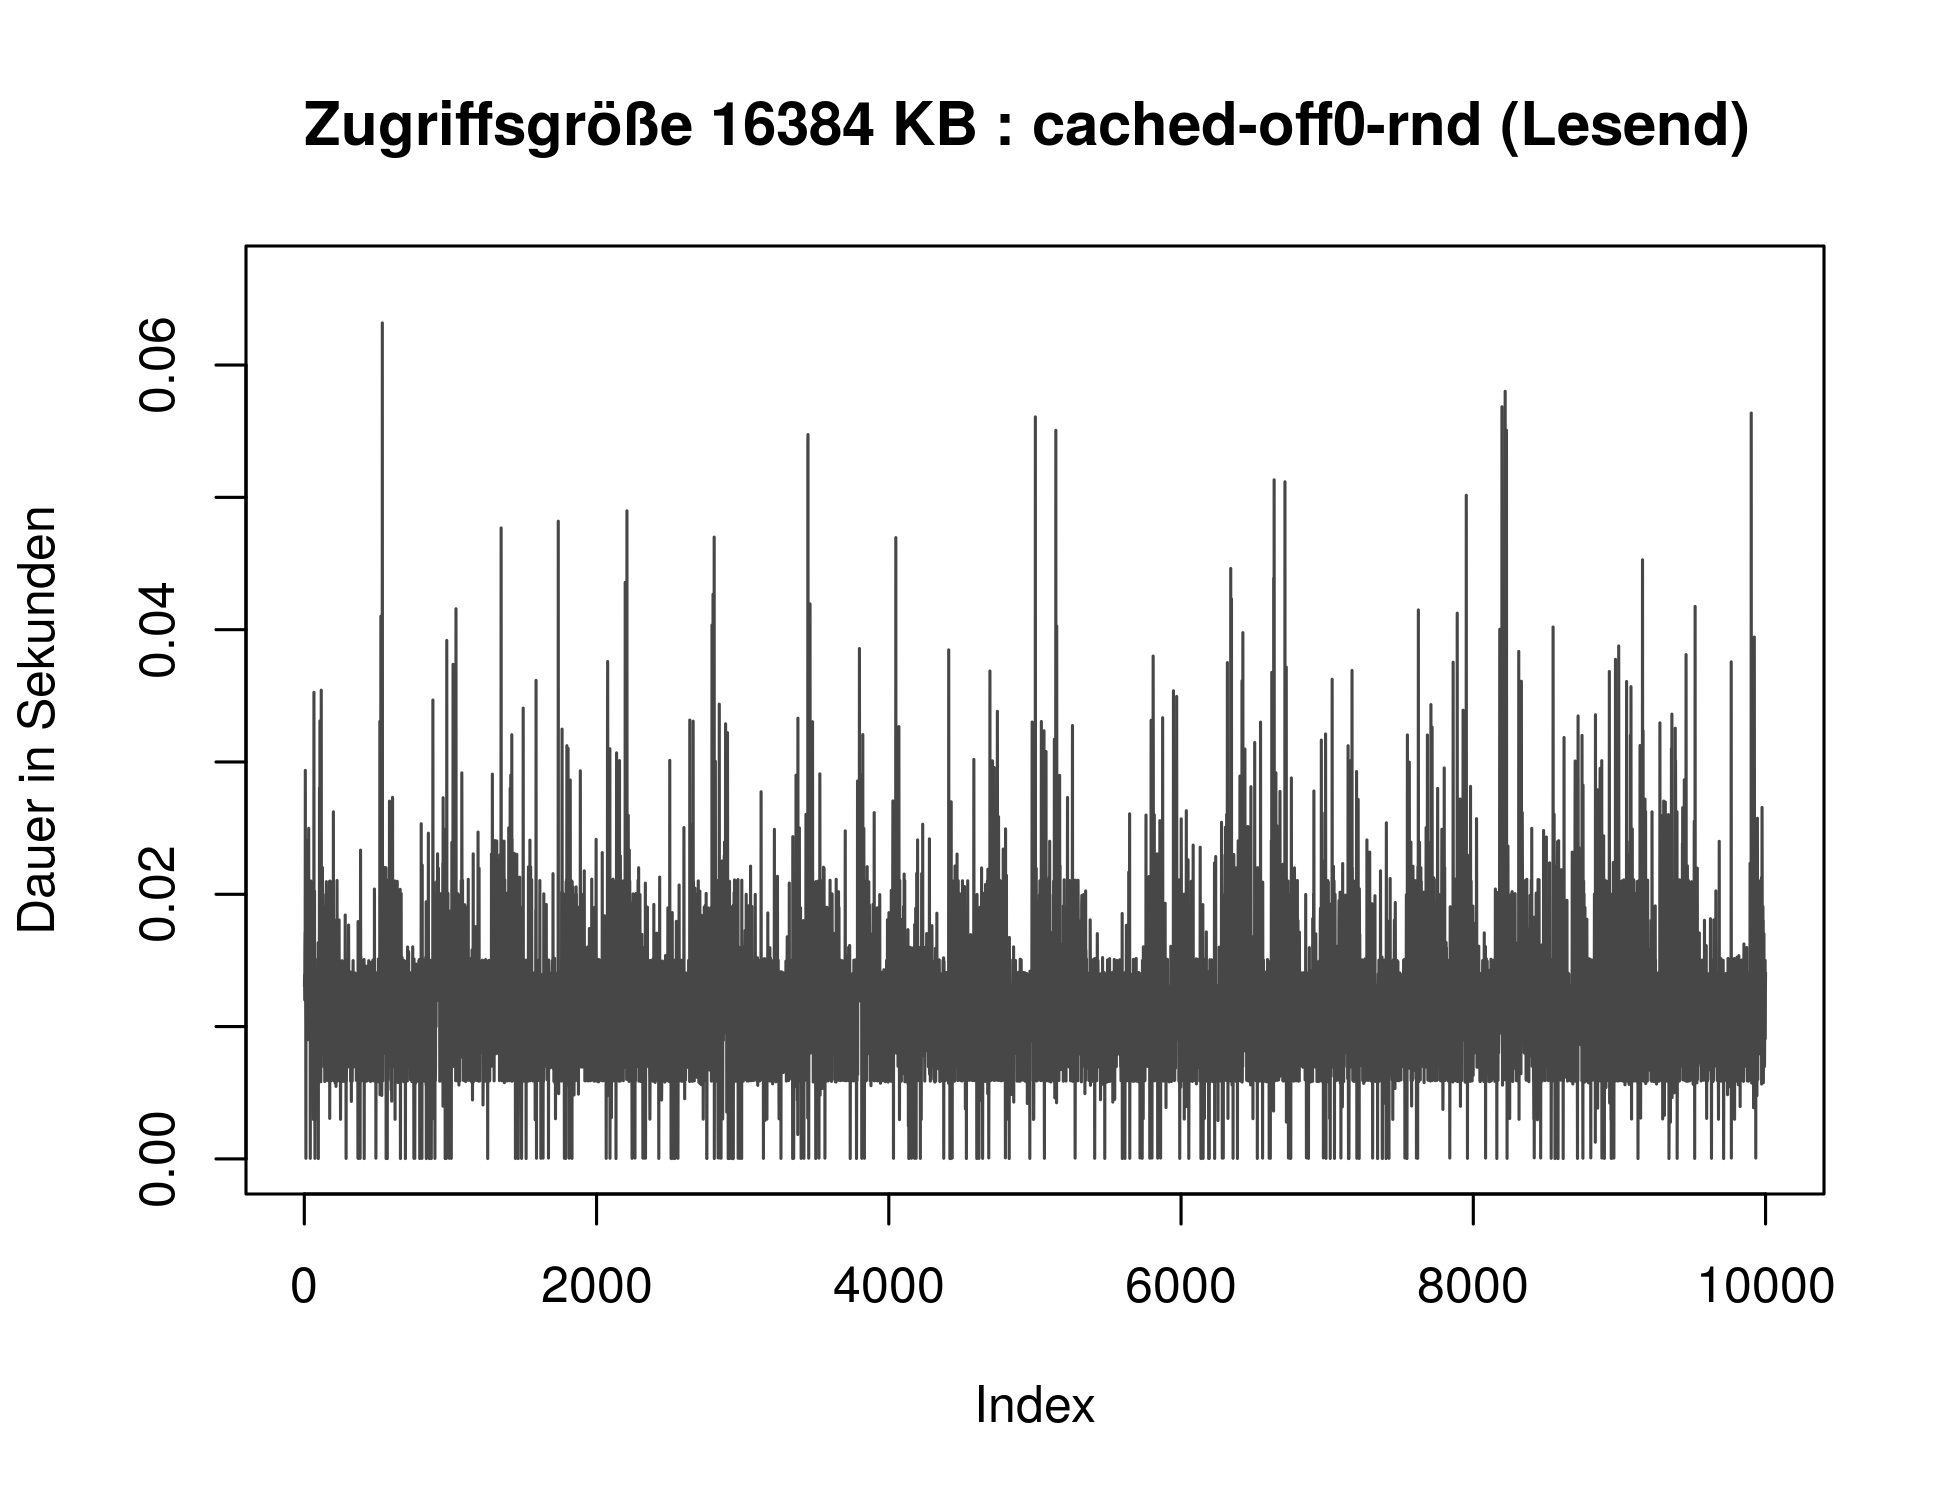 Zugriffsgröße 16384 KB : cached-off0-rnd (Lesend)
Dauer in Sekunden
0.06
0.04
0.02
0.00
0 2000 4000 6000 8000 10000
Index